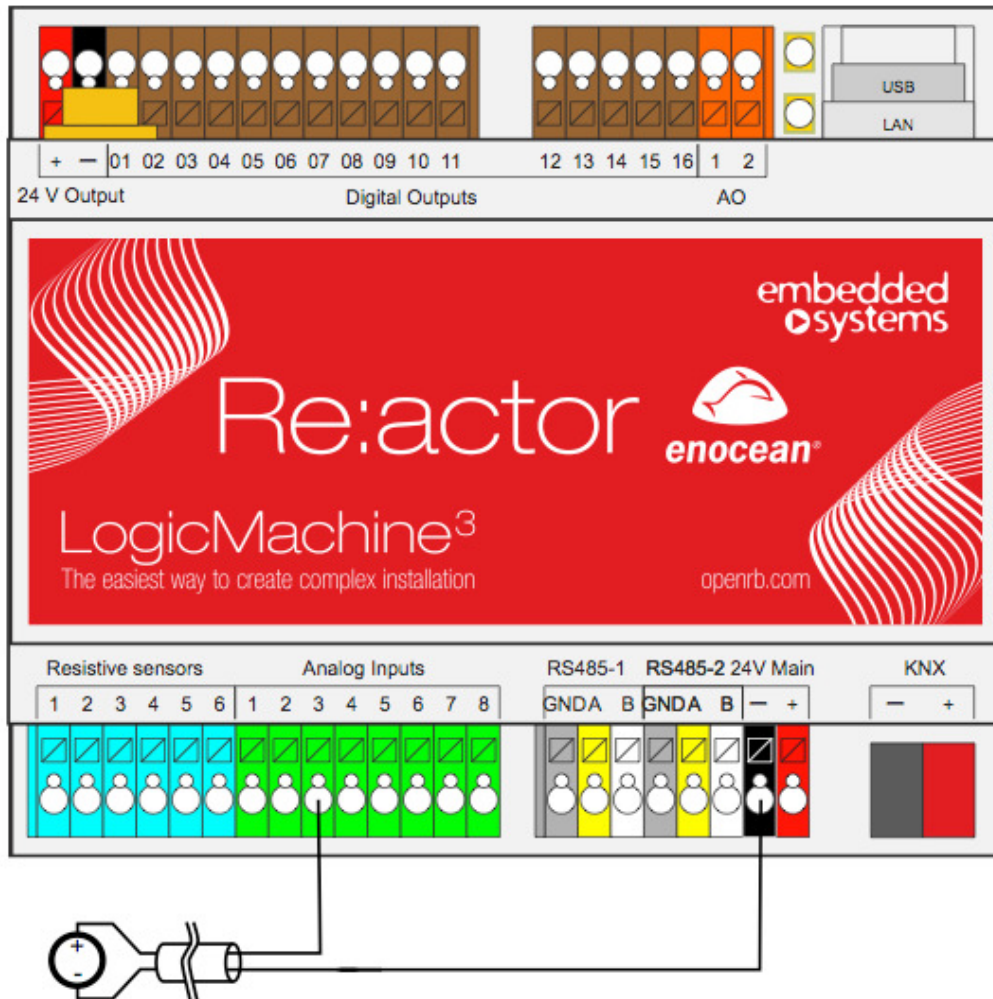 USB
LAN
+ — 01 02 03 04 05 06 07 08 09 10 11 12 13 14 15 16 1 2
24 V Output Digital Outputs AO
embedded
systems
Re:actor
enocean®
LogicMachine³
The easiest way to create complex installation openrb.com
Resistive sensors Analog Inputs RS485-1 RS485-2 24V Main KNX
1 2 3 4 5 6 1 2 3 4 5 6 7 8 GND A B GND A B — + — +
+
-